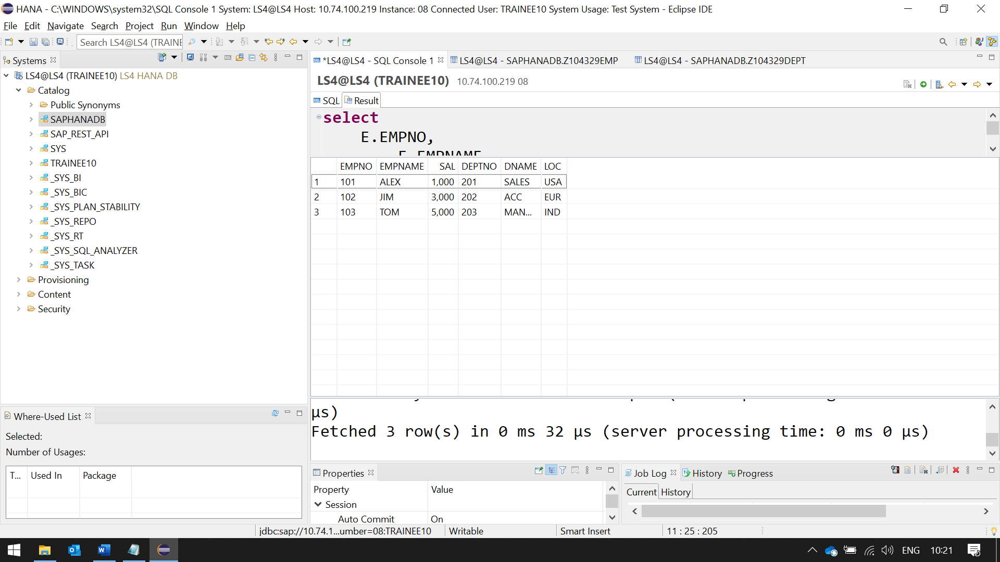 HANA - C:\WINDOWS\system32\SQL Console 1 System: LS4@LS4 Host: 10.74.100.219 Instance: 08 Connected User: TRAINEE10 System Usage: Test System - Eclipse IDE
File Edit Navigate Search Project Run Window Help
Search LS4@LS4 (TRAINE
Systems
LS4@LS4 (TRAINEE10) LS4 HANA DB
Catalog
Public Synonyms
SAPHANADB
SAP_REST_API
SYS
TRAINEE10
_SYS_BI
_SYS_BIC
_SYS_PLAN_STABILITY
_SYS_REPO
_SYS_RT
_SYS_SQL_ANALYZER
_SYS_TASK
Provisioning
Content
Security
*LS4@LS4 - SQL Console 1 LS4@LS4 - SAPHANADB.Z104329EMP LS4@LS4 - SAPHANADB.Z104329DEPT
LS4@LS4 (TRAINEE10) 10.74.100.219 08
SQL SQL Result
select
E.EMPNO,
E.EMPNAME
EMPNO EMPNAME SAL DEPTNO DNAME LOC
1 101 ALEX 1,000 201 SALES USA
2 102 JIM 3,000 202 ACC EUR
3 103 TOM 5,000 203 MAN... IND
µs)
Fetched 3 row(s) in 0 ms 32 µs (server processing time: 0 ms 0 µs)
Where-Used List
Selected:
Number of Usages:
T... Used In Package
Properties
Property Value
Session
Auto Commit On
Job Log History Progress
Current History
jdbc:sap://10.74.1...umber=08:TRAINEE10 Writable Smart Insert 11 : 25 : 205
ENG 10:21